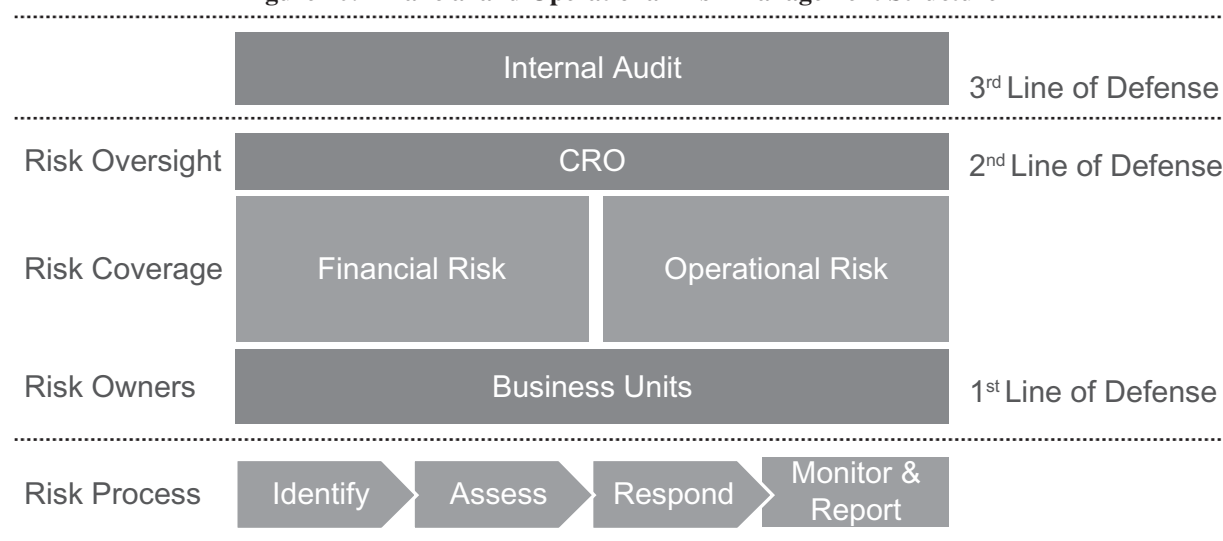 Internal Audit
3rd Line of Defense
Risk Oversight
CRO
2nd Line of Defense
Risk Coverage
Financial Risk
Operational Risk
Risk Owners
Business Units
1st Line of Defense
Risk Process
Identify
Assess
Respond
Monitor &
Report